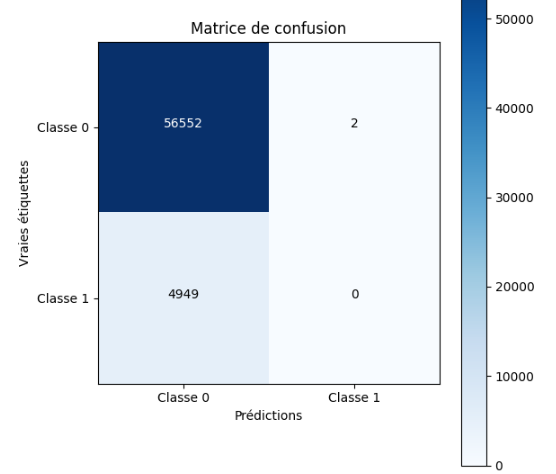 Matrice de confusion
50000
Classe 0
56552
2
40000
30000
Vraies étiquettes
20000
Classe 1
4949
0
10000
Classe 0
Classe 1
Prédictions
0